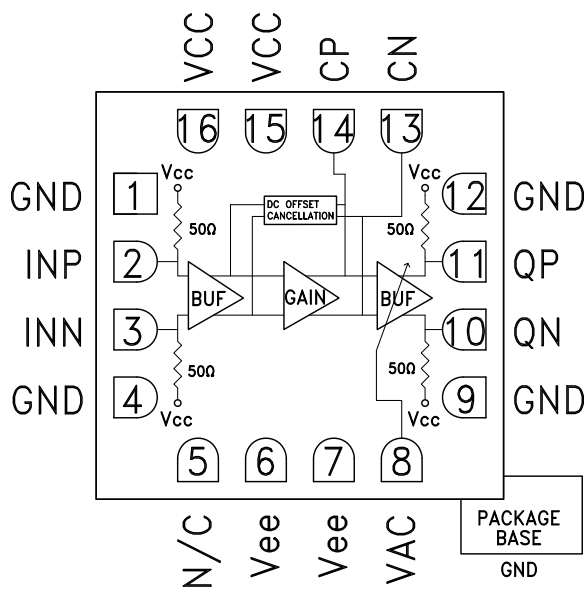 VCC VCC CP CN
16 15 14 13
Vcc Vcc
GND 1 12 GND
DC OFFSET
CANCELLATION
50Ω 50Ω
INP 2 11 QP
BUF GAIN BUF
INN 3 10 QN
50Ω 50Ω
GND 4 9 GND
Vcc Vcc
5 6 7 8
N/C Vee Vee VAC
PACKAGE
BASE
GND